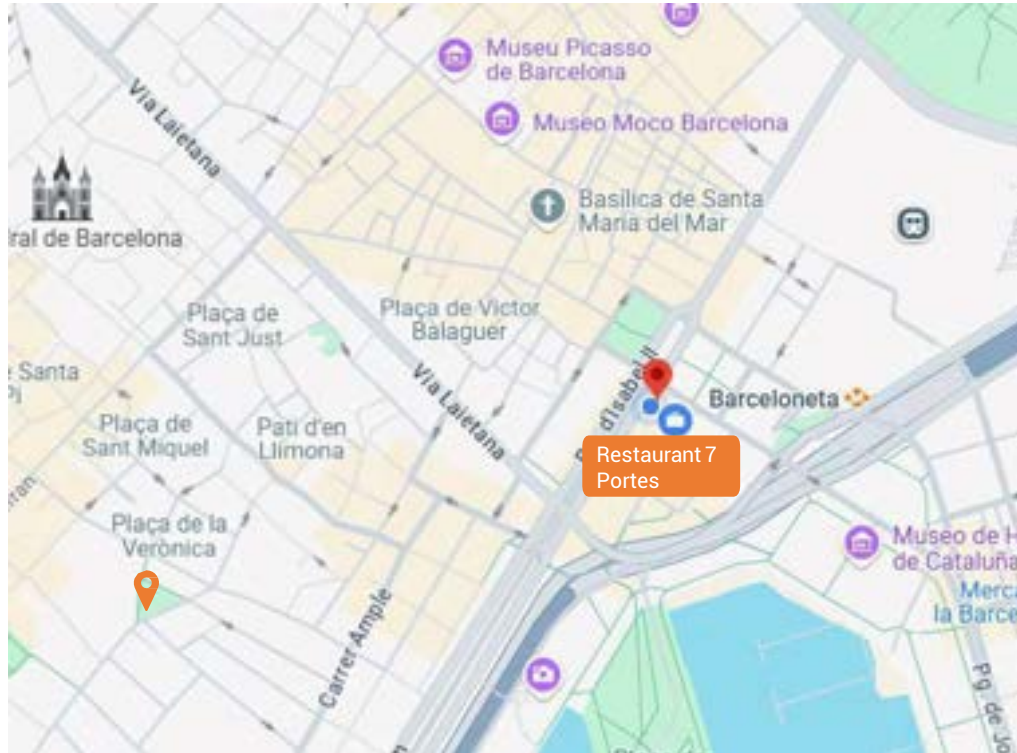 Museu Picasso
de Barcelona
Museo Moco Barcelona
Via Laietana
Basílica de Santa
Maria del Mar
ral de Barcelona
Plaça de
Sant Just
Plaça de Victor
Balaguer
d'Isabel II
Santa
Via Laietana
Barceloneta
Plaça de
Sant Miquel
Pati d'en
Llimona
Restaurant 7
Portes
Plaça de la
Verònica
Museo de H
de Cataluña
Merca
la Barce
Carrer Ample
Pg. de Jo